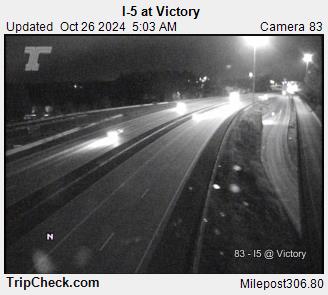 I-5 at Victory
Updated Oct 26 2024 5:03 AM Camera 83
T
N
83 - I5 @ Victory
TripCheck.com Milepost306.80